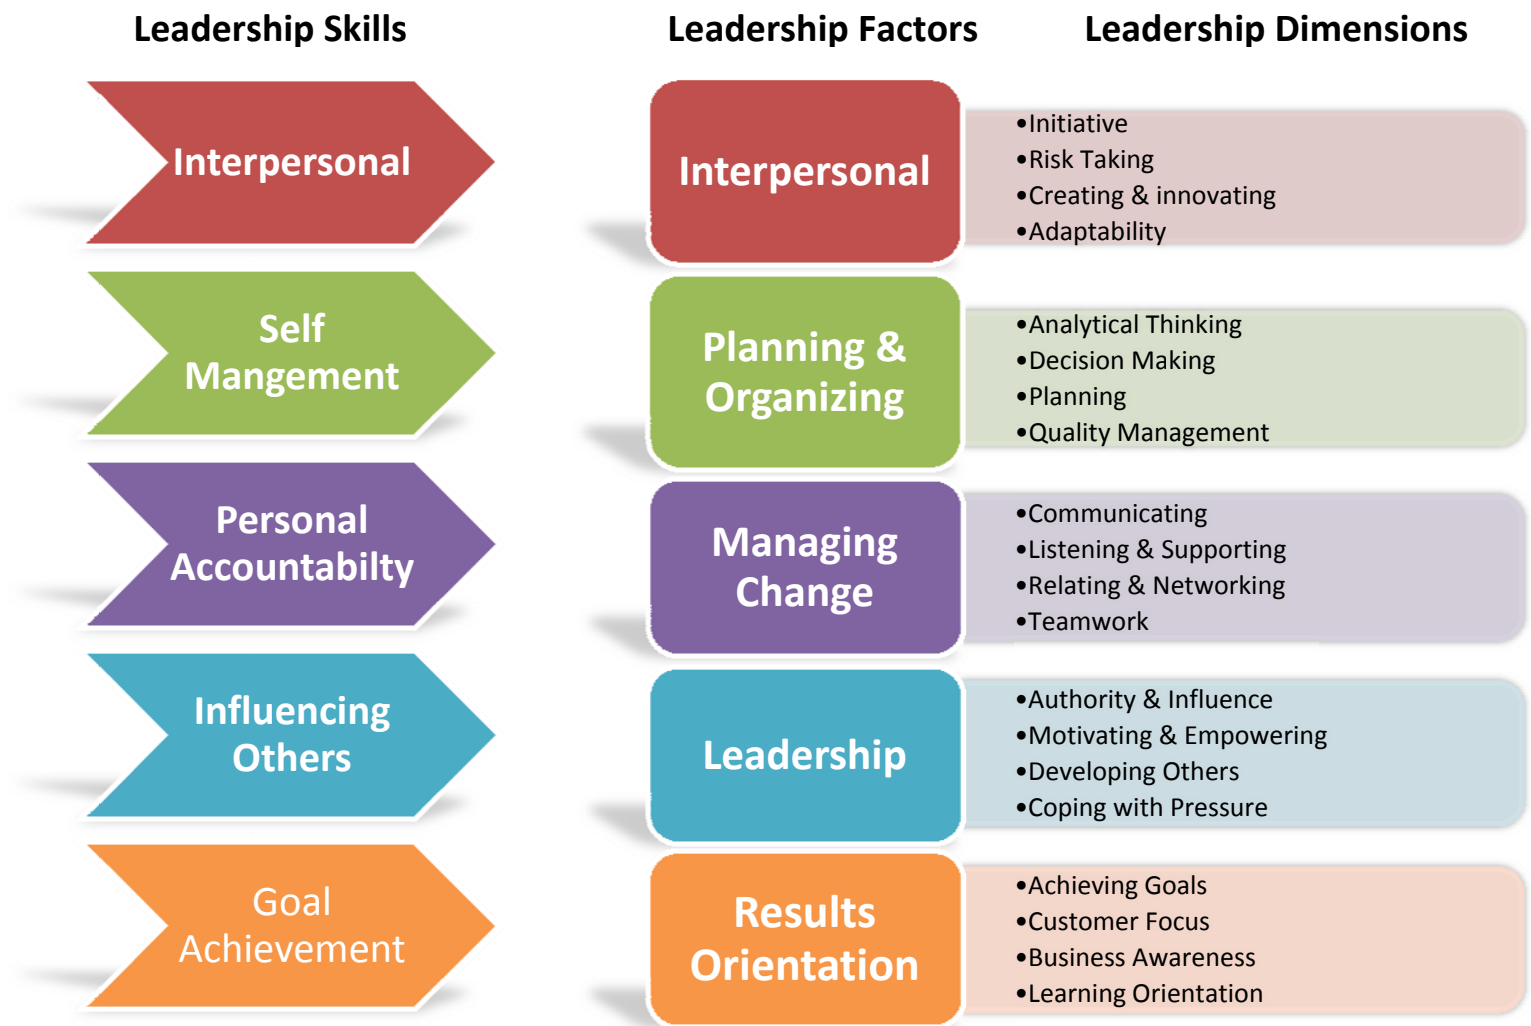 Leadership Skills
Leadership Factors
Leadership Dimensions
Interpersonal
Interpersonal
•Initiative
•Risk Taking
•Creating & innovating
•Adaptability
Self
Mangement
Planning &
Organizing
•Analytical Thinking
•Decision Making
•Planning
•Quality Management
Personal
Accountabilty
Managing
Change
•Communicating
•Listening & Supporting
•Relating & Networking
•Teamwork
Influencing
Others
Leadership
•Authority & Influence
•Motivating & Empowering
•Developing Others
•Coping with Pressure
Goal
Achievement
Results
Orientation
•Achieving Goals
•Customer Focus
•Business Awareness
•Learning Orientation